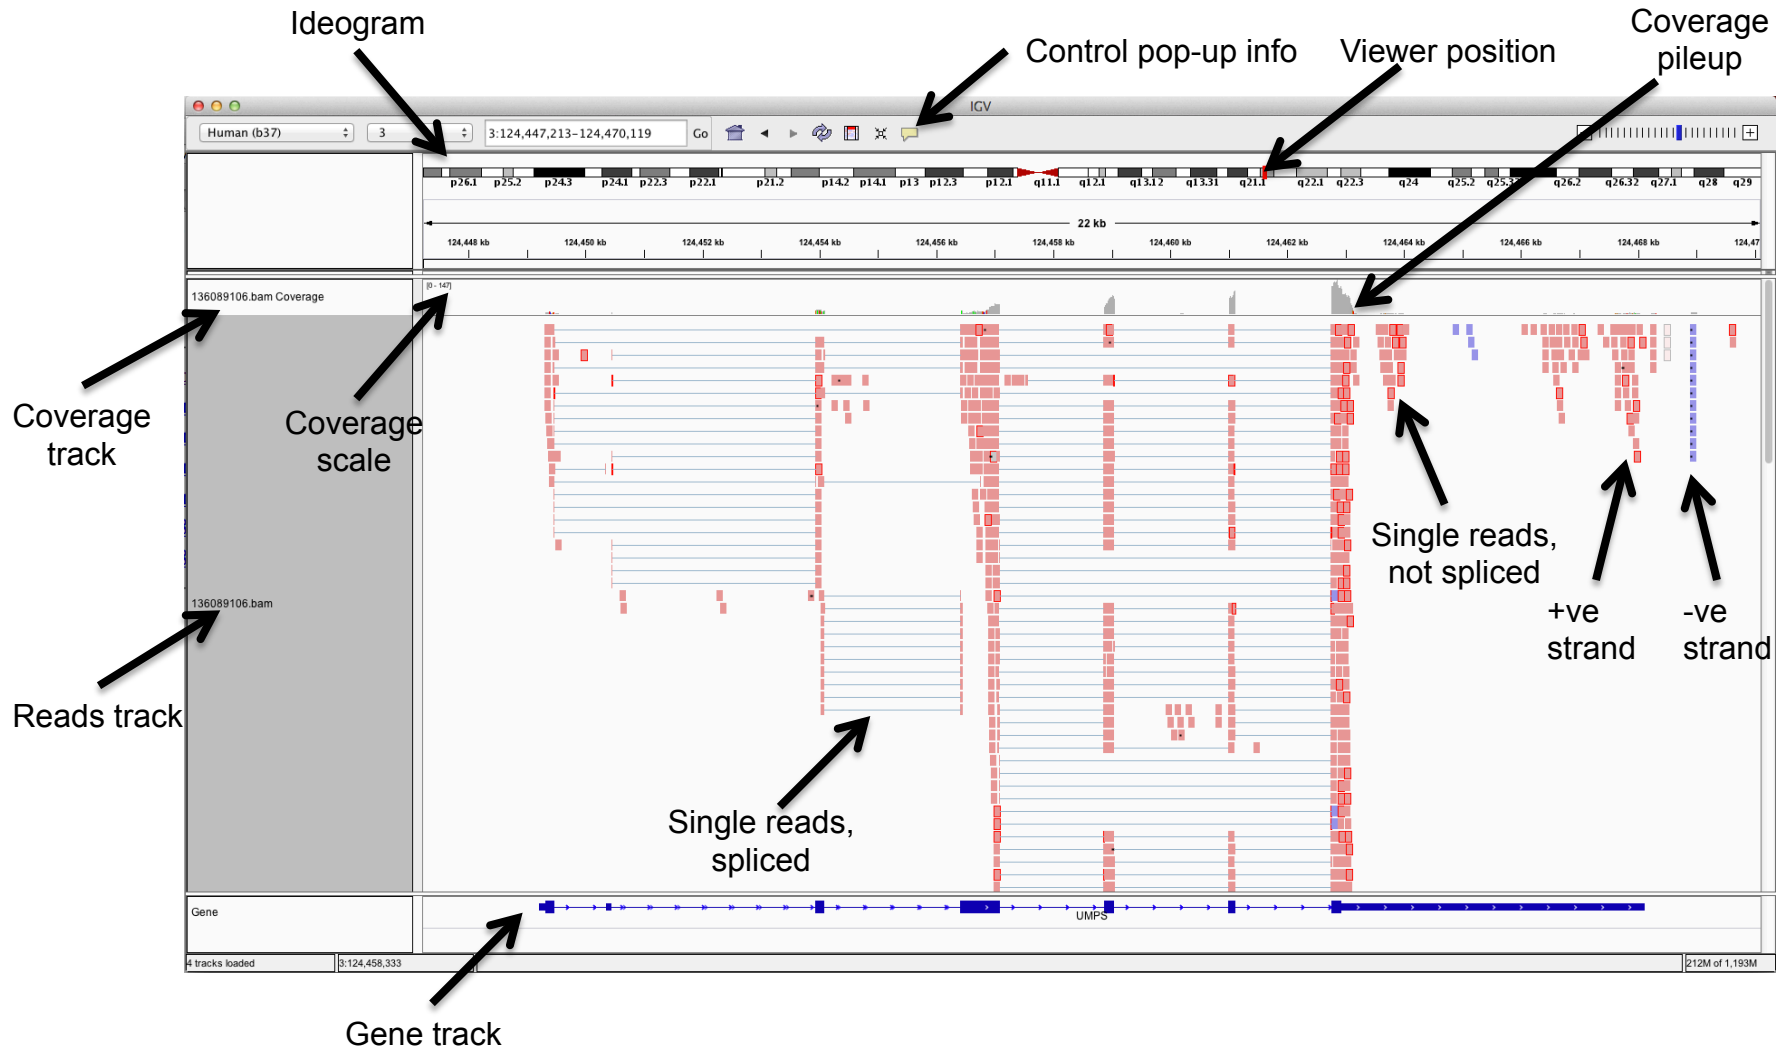 Ideogram
Control pop-up info
Viewer position
Coverage
pileup
IGV
Human (b37)
3
3:124,447,213-124,470,119
Go
p26.1 p25.2 p24.3 p24.1 p22.3 p22.1 p21.2 p14.2 p14.1 p13 p12.3 p12.1 q11.1 q12.1 q13.12 q13.31 q21.1 q22.1 q22.3 q24 q25.2 q25.32 q26.2 q26.32 q27.1 q28 q29
22 kb
124,448 kb 124,450 kb 124,452 kb 124,454 kb 124,456 kb 124,458 kb 124,460 kb 124,462 kb 124,464 kb 124,466 kb 124,468 kb 124,47
136089106.bam Coverage
[0 - 147]
Coverage
track
Coverage
scale
Single reads,
not spliced
+ve
strand
-ve
strand
136089106.bam
Reads track
Single reads,
spliced
Gene
UMPS
4 tracks loaded
3:124,458,333
212M of 1,193M
Gene track